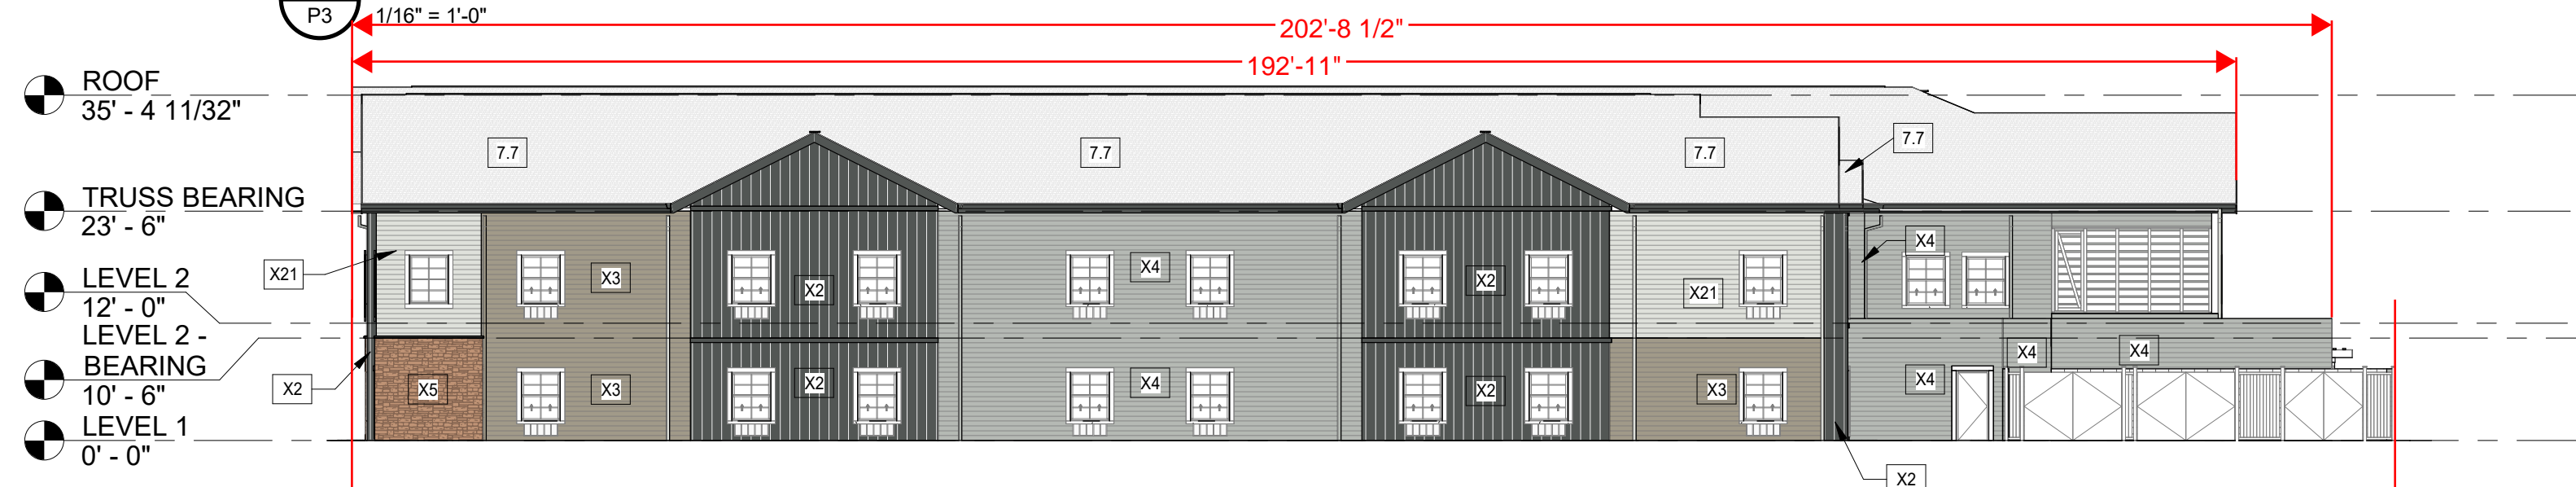 P3
1/16" = 1'-0"
202'-8 1/2"
192'-11"
ROOF
35' - 4 11/32"
7.7
7.7
7.7
7.7
TRUSS BEARING
23' - 6"
LEVEL 2
12' - 0"
LEVEL 2 -
BEARING
10' - 6"
LEVEL 1
0' - 0"
X21
X3
X2
X4
X2
X21
X4
X2
X5
X3
X2
X4
X2
X3
X4
X4
X4
X2